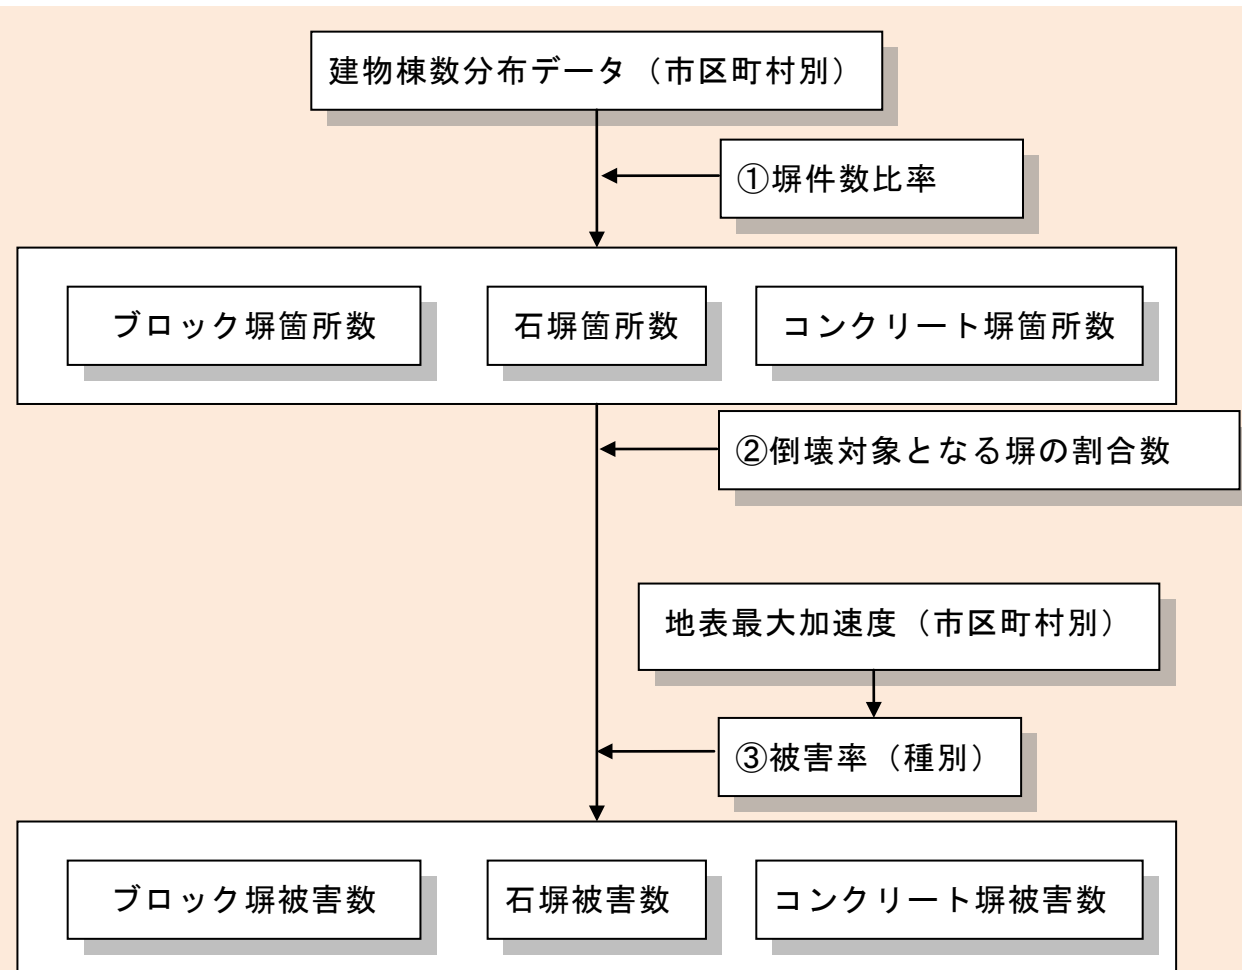 建物棟数分布データ（市区町村別）
①塀件数比率
ブロック塀箇所数
石塀箇所数
コンクリート塀箇所数
②倒壊対象となる塀の割合数
地表最大加速度（市区町村別）
③被害率（種別）
ブロック塀被害数
石塀被害数
コンクリート塀被害数